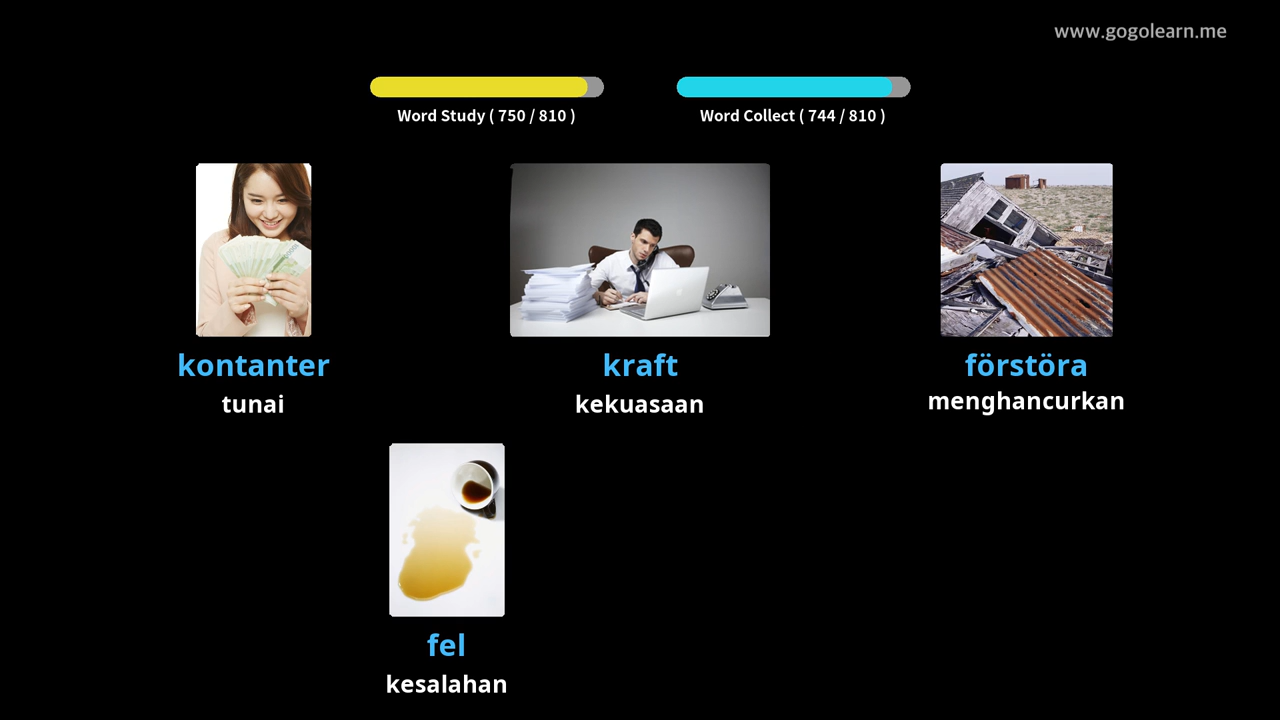 www.gogolearn.me
Word Study ( 750 / 810 )
Word Collect ( 744 / 810 )
kontanter
tunai
kraft
kekuasaan
förstöra
menghancurkan
fel
kesalahan